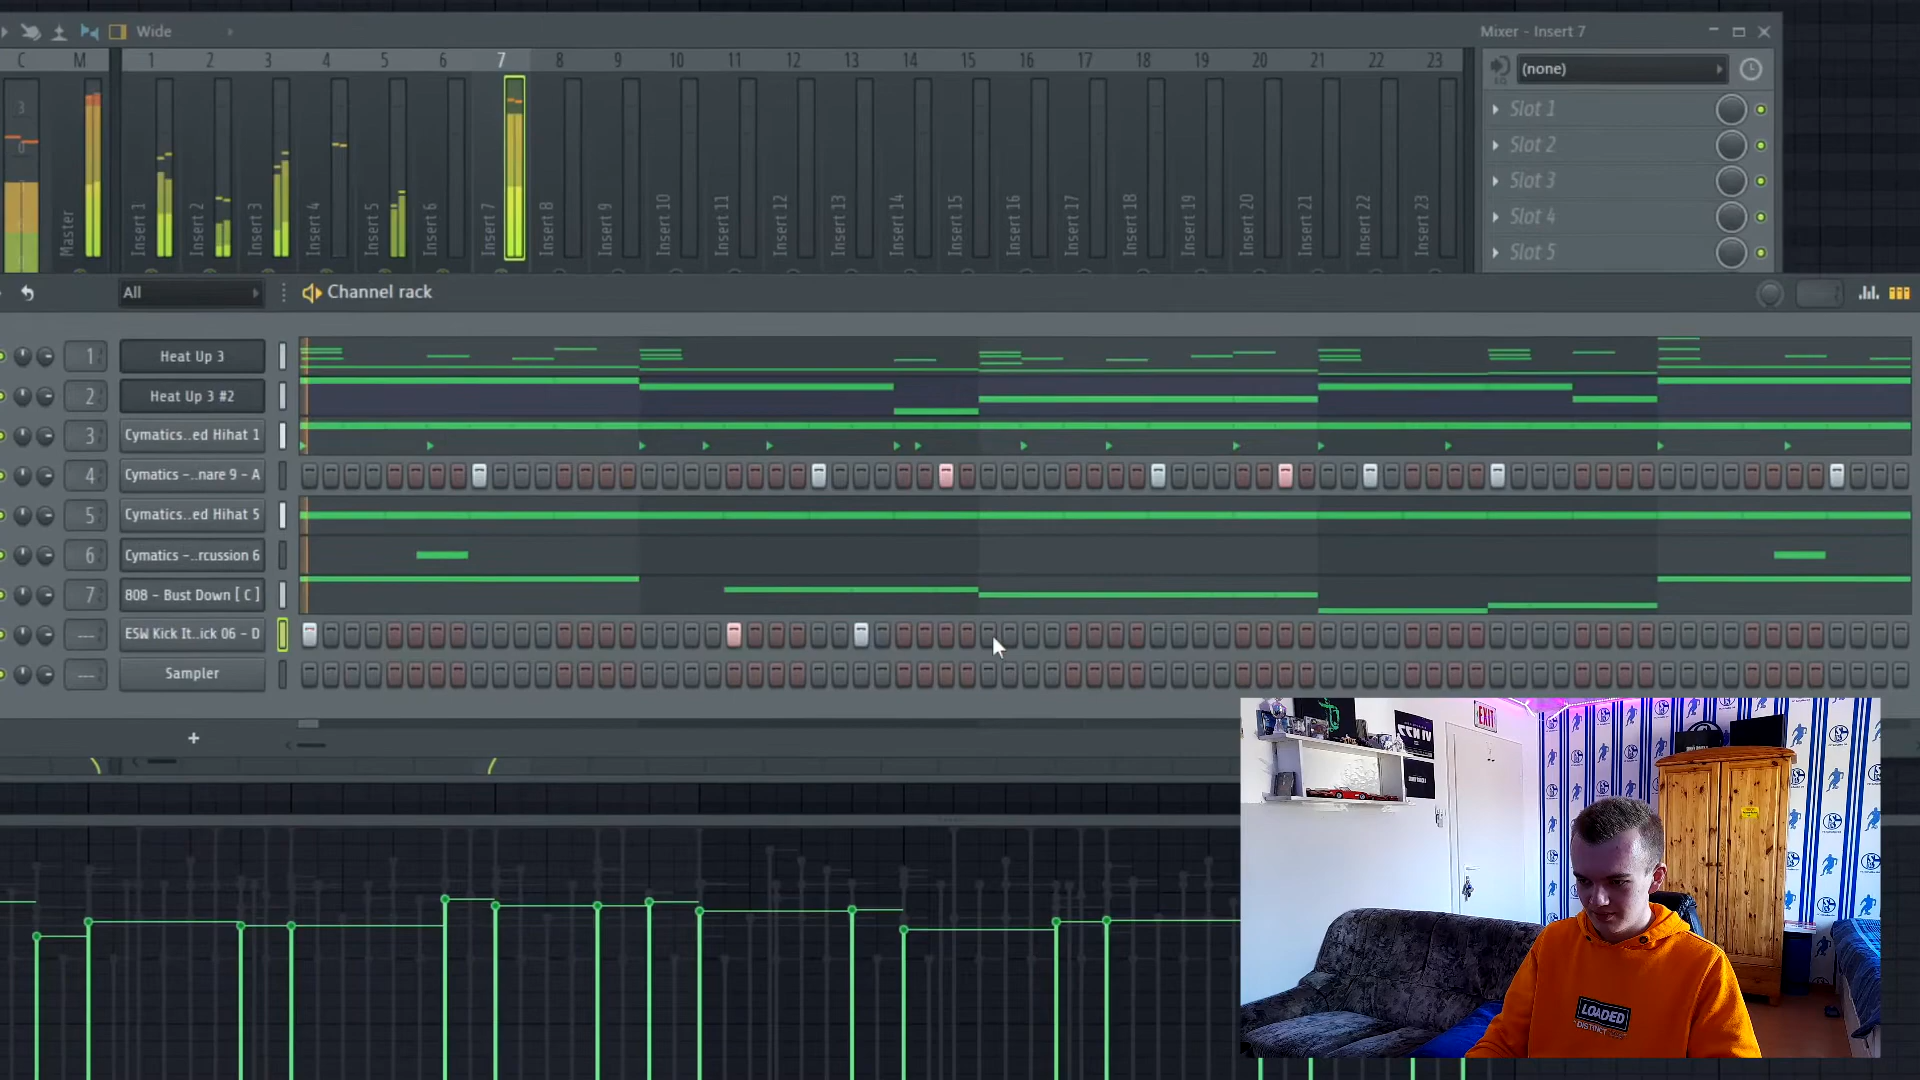 Wide
Mixer - Insert 7
C M 1 2 3 4 5 6 7 8 9 10 11 12 13 14 15 16 17 18 19 20 21 22 23
(none)
3
0
Slot 1
Slot 2
Slot 3
Slot 4
Slot 5
Master
Insert 1
Insert 2
Insert 3
Insert 4
Insert 5
Insert 6
Insert 7
Insert 8
Insert 9
Insert 10
Insert 11
Insert 12
Insert 13
Insert 14
Insert 15
Insert 16
Insert 17
Insert 18
Insert 19
Insert 20
Insert 21
Insert 22
Insert 23
All
Channel rack
1 Heat Up 3
2 Heat Up 3 #2
3 Cymatics..ed Hihat 1
4 Cymatics -..nare 9 - A
5 Cymatics..ed Hihat 5
6 Cymatics -..rcussion 6
7 808 - Bust Down [ C ]
--- ESW Kick It..ick 06 - D
--- Sampler
+
EXIT
LOADED
DISTINCT